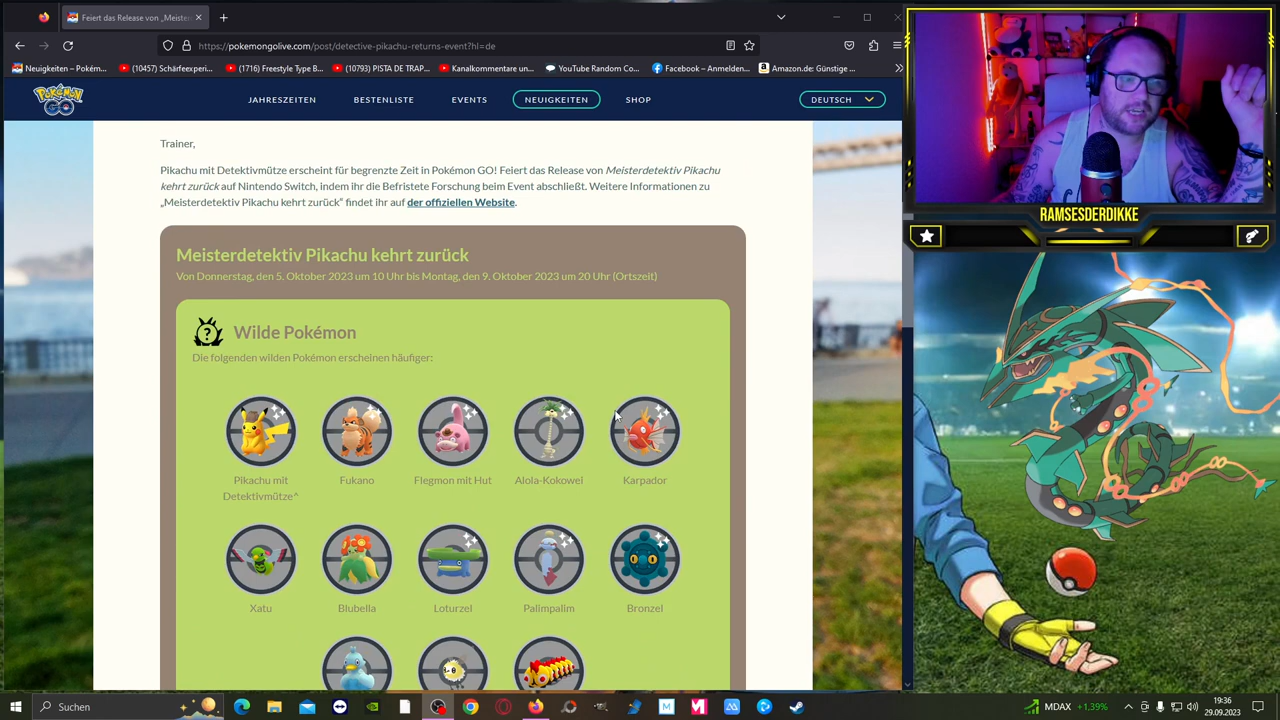 Feiert das Release von „Meister
https://pokemongolive.com/post/detective-pikachu-returns-event?hl=de
Neuigkeiten – Pokém...
(10457) Schärfeexperi...
(1716) Freestyle Type B...
(10793) PISTA DE TRAP...
Kanalkommentare un...
YouTube Random Co...
Facebook – Anmelden...
Amazon.de: Günstige ...
Pokémon GO
JAHRESZEITEN
BESTENLISTE
EVENTS
NEUIGKEITEN
SHOP
DEUTSCH
RAMSESDERDIKKE
Trainer,
Pikachu mit Detektivmütze erscheint für begrenzte Zeit in Pokémon GO! Feiert das Release von Meisterdetektiv Pikachu
kehrt zurück auf Nintendo Switch, indem ihr die Befristete Forschung beim Event abschließt. Weitere Informationen zu
„Meisterdetektiv Pikachu kehrt zurück“ findet ihr auf der offiziellen Website.
Meisterdetektiv Pikachu kehrt zurück
Von Donnerstag, den 5. Oktober 2023 um 10 Uhr bis Montag, den 9. Oktober 2023 um 20 Uhr (Ortszeit)
Wilde Pokémon
Die folgenden wilden Pokémon erscheinen häufiger:
Pikachu mit
Detektivmütze^
Fukano
Flegmon mit Hut
Alola-Kokowei
Karpador
Xatu
Blubella
Loturzel
Palimpalim
Bronzel
Suchen
MDAX +1,39%
19:36
29.09.2023